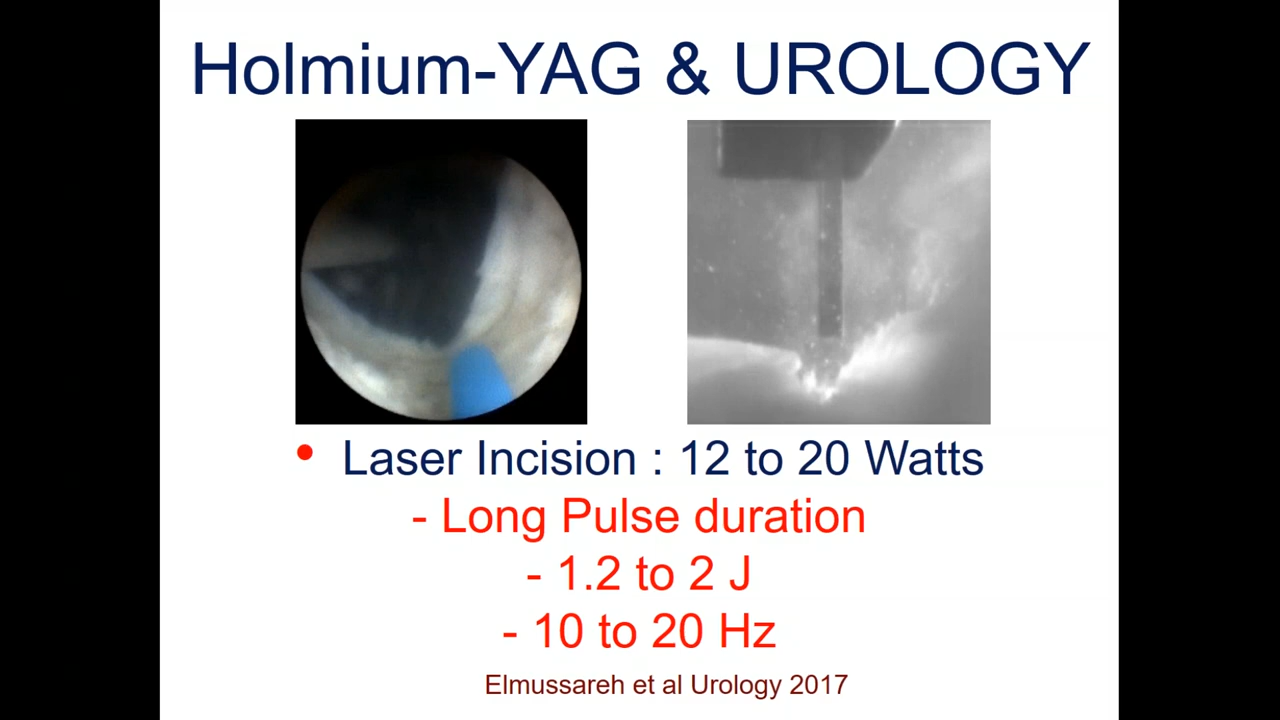 Holmium-YAG & UROLOGY
• Laser Incision : 12 to 20 Watts
- Long Pulse duration
- 1.2 to 2 J
- 10 to 20 Hz
Elmussareh et al Urology 2017